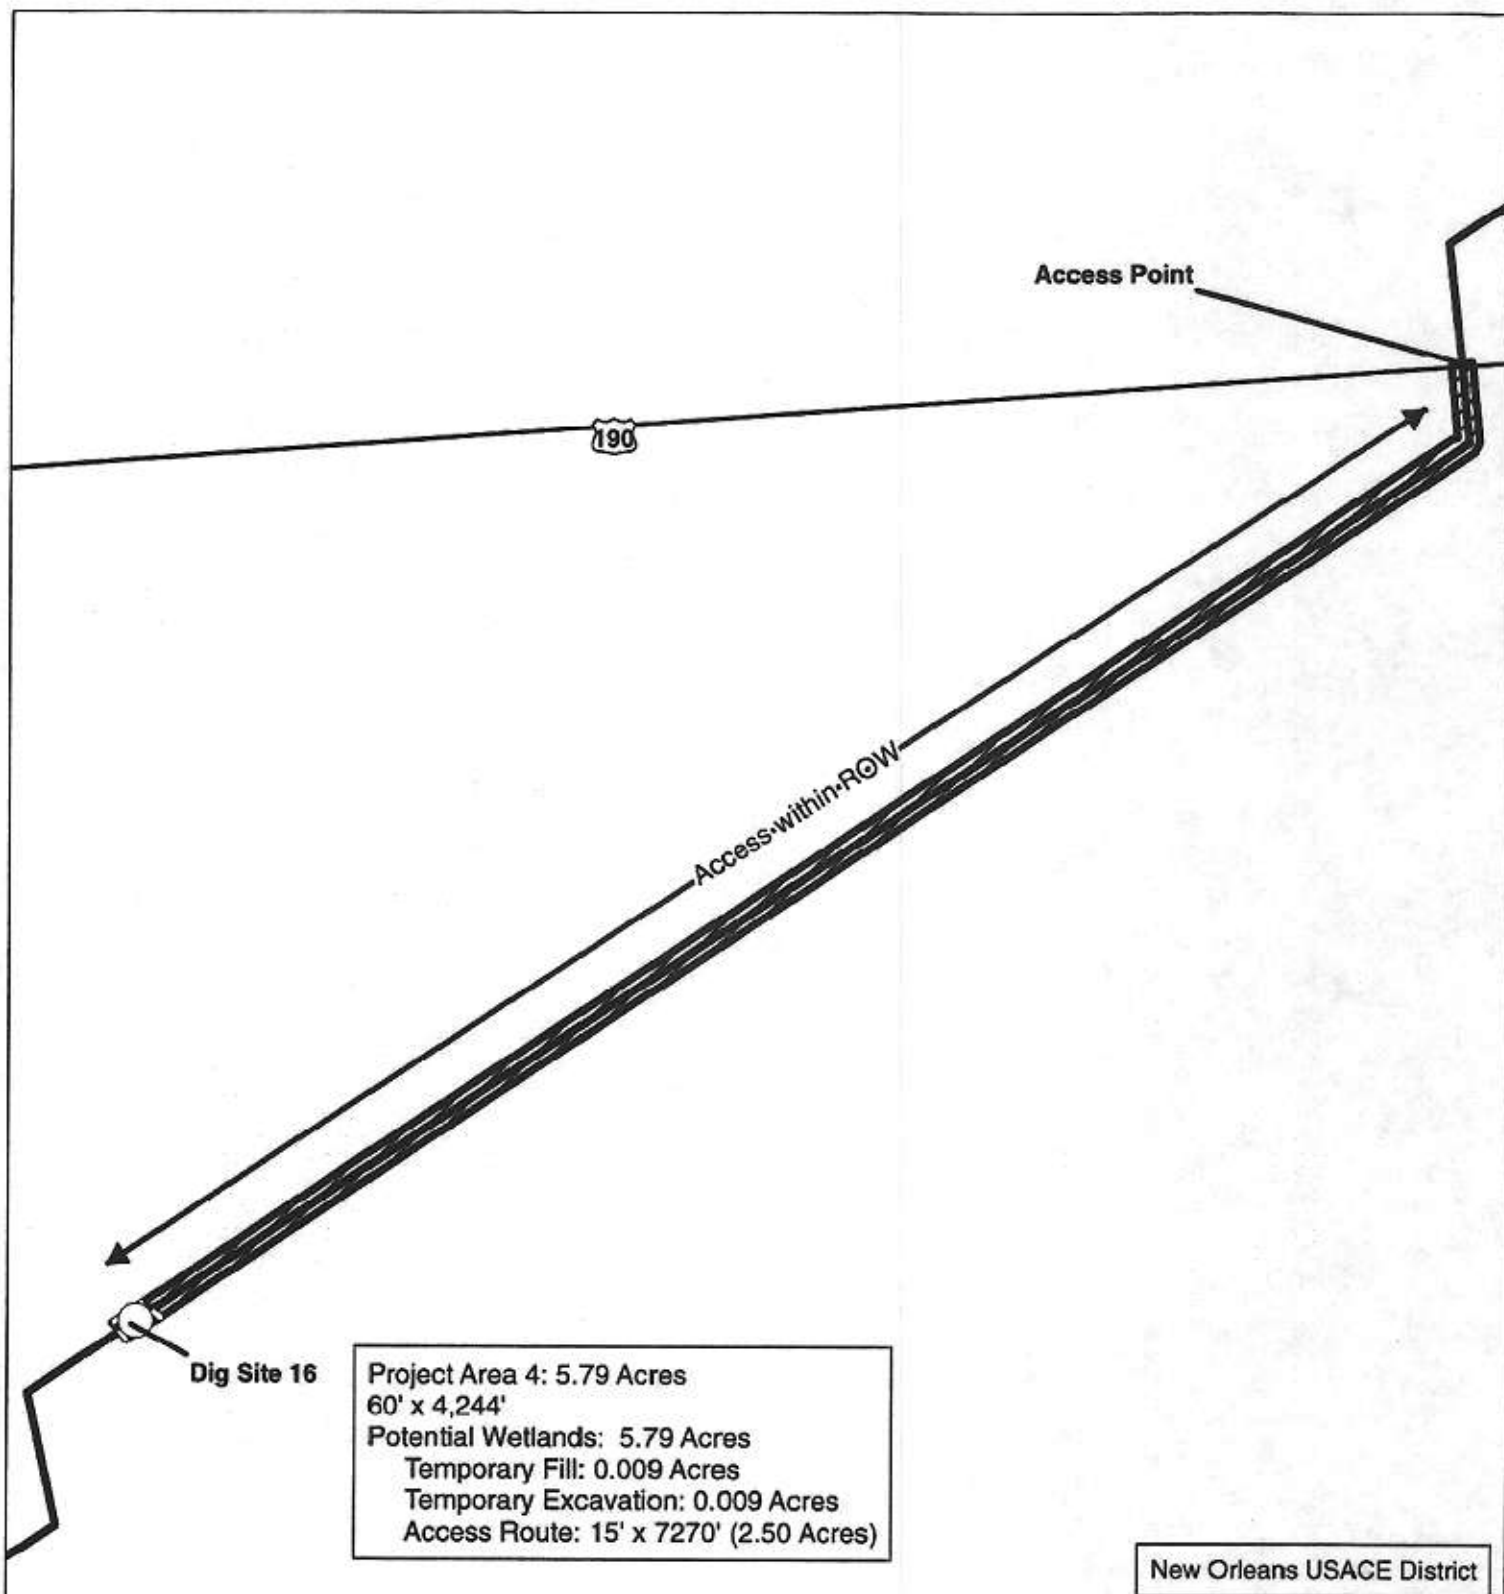 Access Point
190
Access within ROW
Dig Site 16
Project Area 4: 5.79 Acres
60' x 4,244'
Potential Wetlands: 5.79 Acres
Temporary Fill: 0.009 Acres
Temporary Excavation: 0.009 Acres
Access Route: 15' x 7270' (2.50 Acres)
New Orleans USACE District